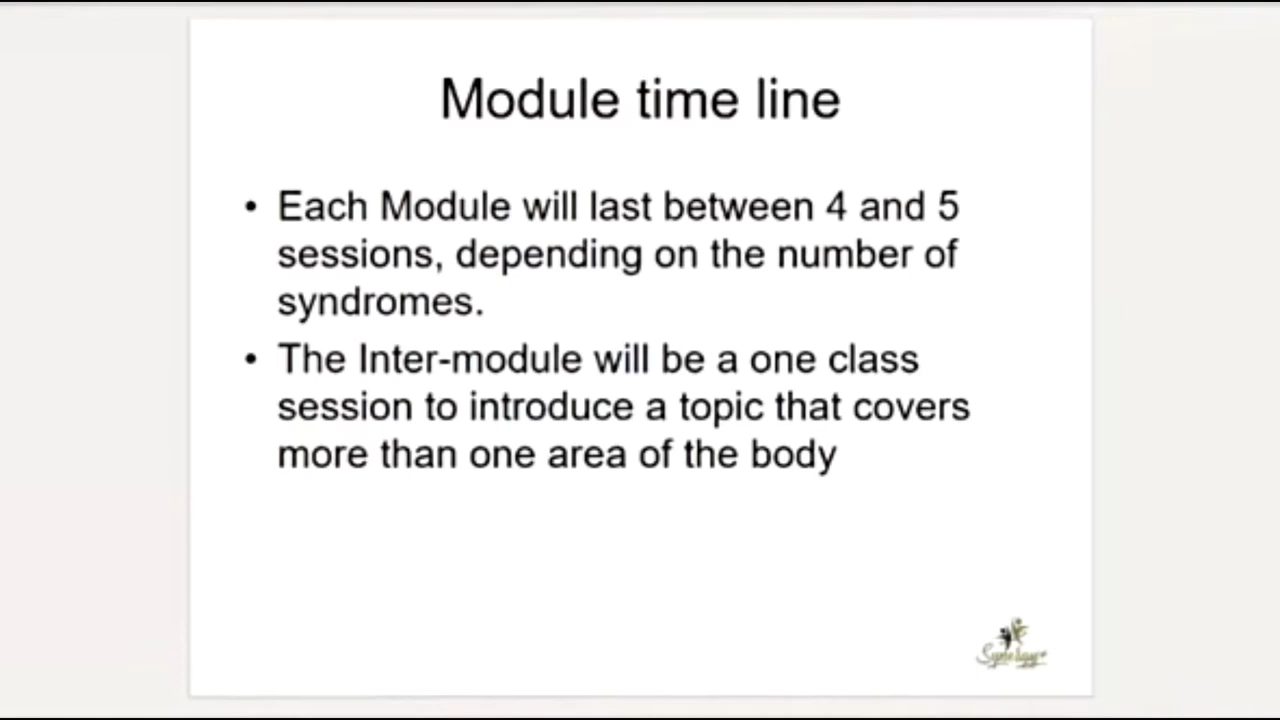 Module time line
• Each Module will last between 4 and 5
sessions, depending on the number of
syndromes.
• The Inter-module will be a one class
session to introduce a topic that covers
more than one area of the body